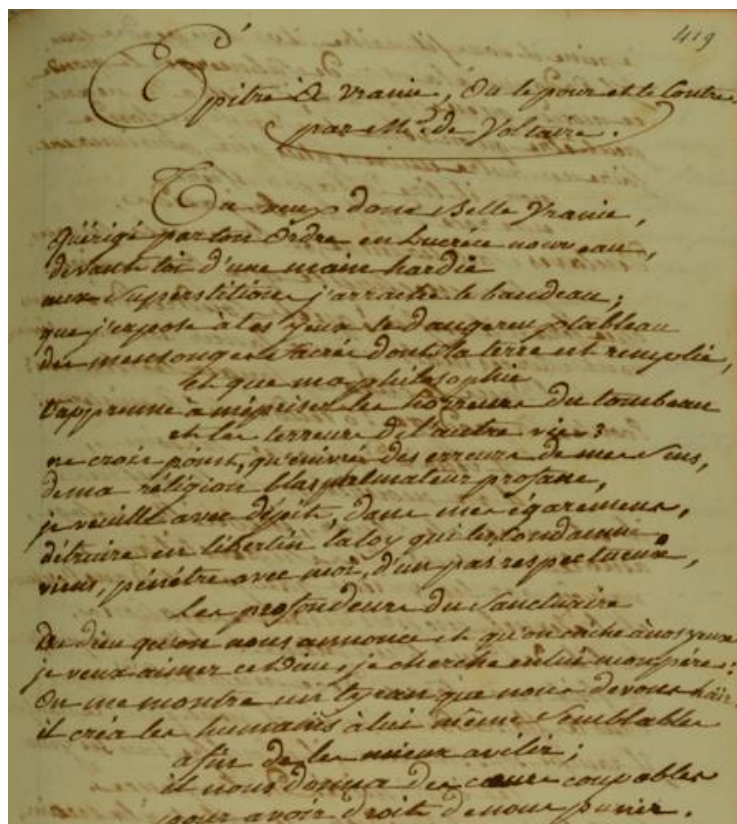 419
Epitre à Vranie, Ou le pour et le Contre
par Mr. de Voltaire.
Tu veux donc Belle Vranie,
Qu'erigé par ton Ordre en Lucrece nouveau,
devant toi d'une main hardie
aux Superstitions j'arrache le bandeau;
que j'expose à tes yeux le dangereux tableau
des mensonges sacrés dont la terre est remplie,
et que ma philosophie
t'apprenne à mépriser les horreurs du tombeau
et les terreurs de l'autre vie?
ne crois point, qu'enivré des erreurs de mes Sens,
de ma réligion blasphemateur profane,
je veuille avec dépit, dans mes égaremens,
détruire en libertin la loy qui les condamne,
viens, pénétre avec moi, d'un pas respectueux,
les profondeurs du Sanctuaire
Du dieu qu'on nous annonce et qu'on cache à nos yeux
je veux aimer ce Dieu, je cherche en lui mon pére:
On me montre un tyran que nous devons haïr.
il créa les humains à lui même Semblables
afin de les mieux avilir;
il nous donna des cœurs coupables
pour avoir droit de nous punir.